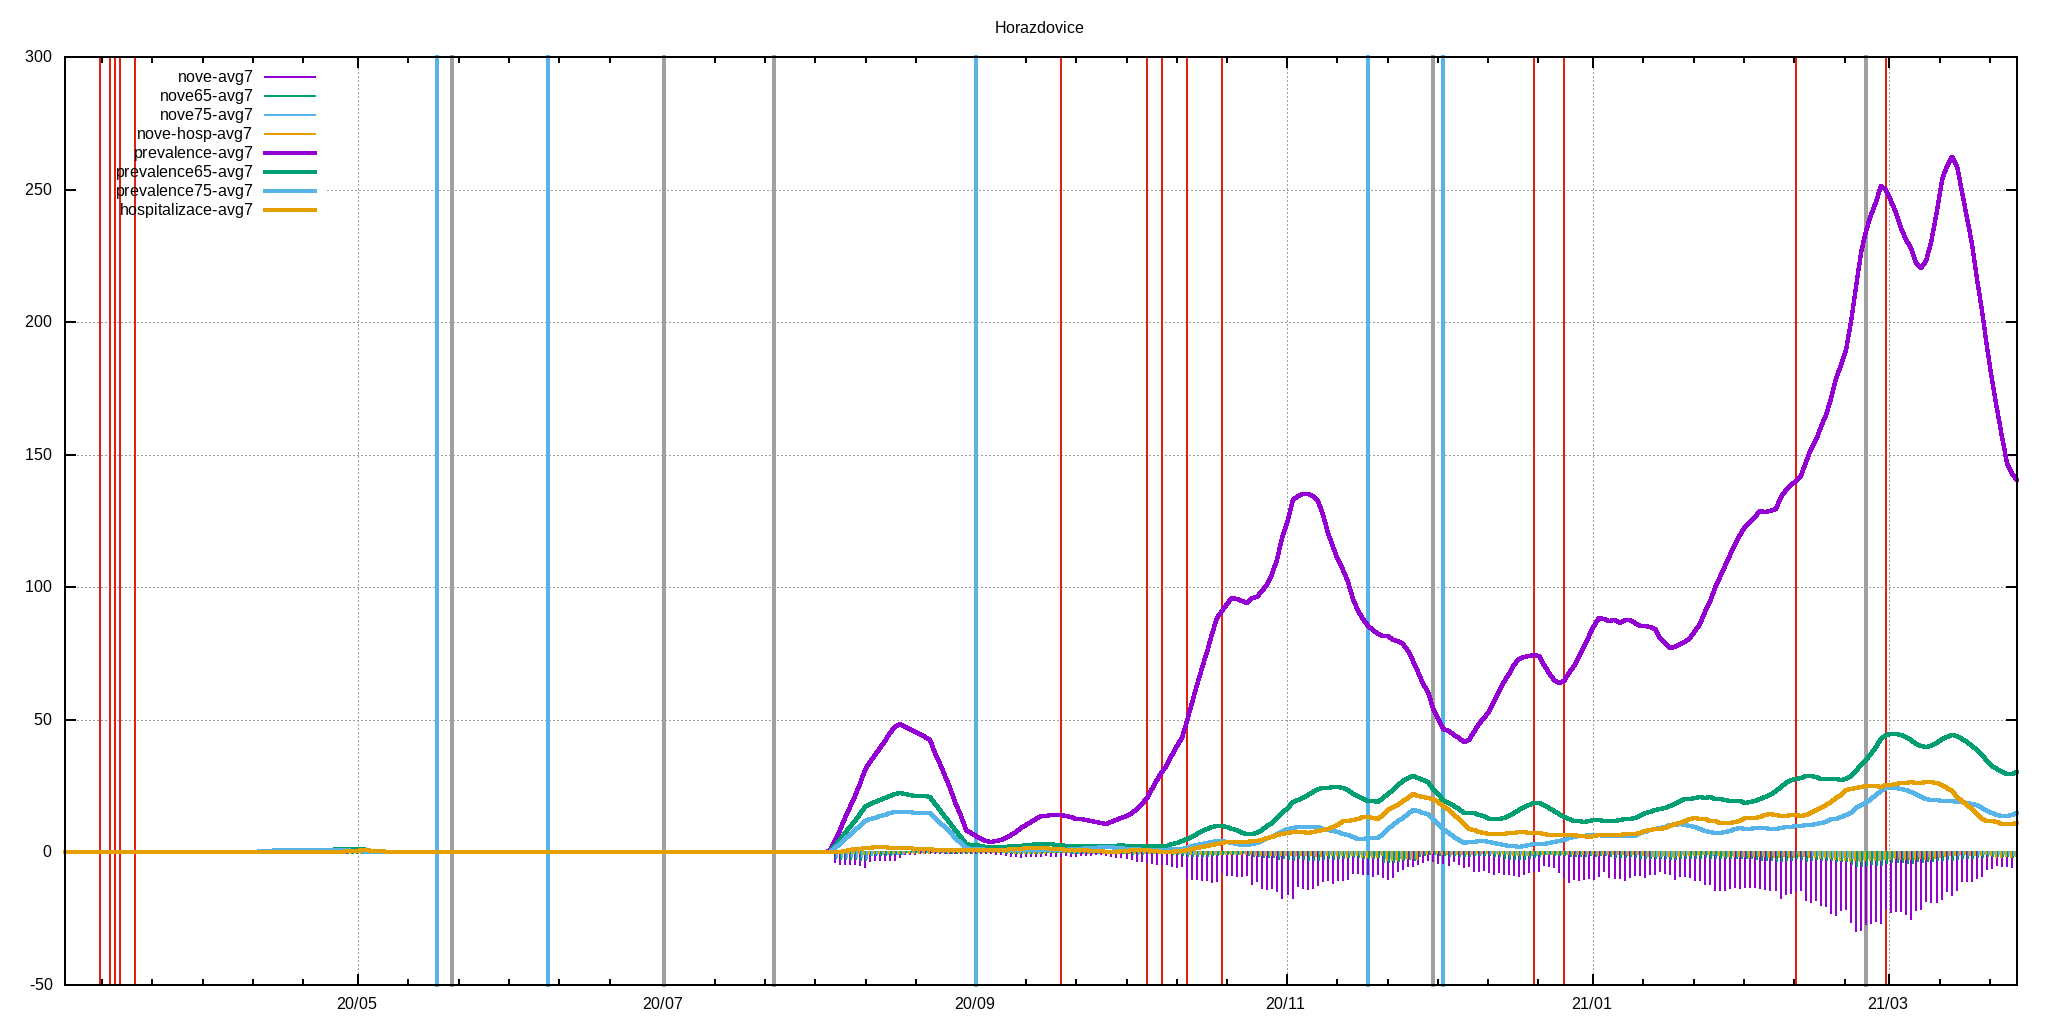 Horazdovice
300
250
200
150
100
50
0
-50
nove-avg7
nove65-avg7
nove75-avg7
nove-hosp-avg7
prevalence-avg7
prevalence65-avg7
prevalence75-avg7
hospitalizace-avg7
20/05
20/07
20/09
20/11
21/01
21/03